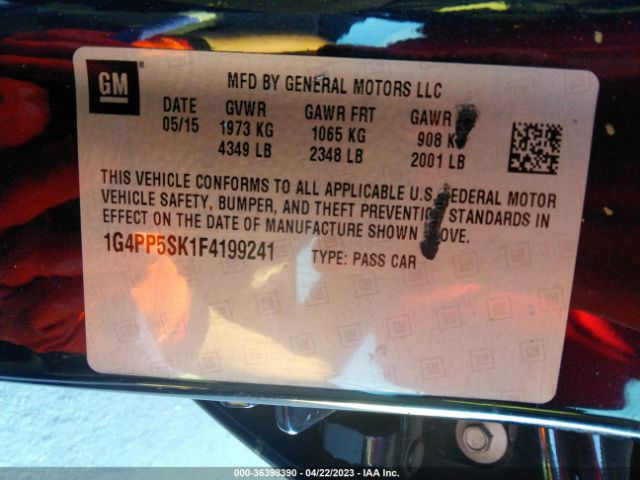 GM
MFD BY GENERAL MOTORS LLC
DATE GVWR GAWR FRT GAWR
05/15 1973 KG 1065 KG 908
4349 LB 2348 LB 2001 LB
THIS VEHICLE CONFORMS TO ALL APPLICABLE U.S. FEDERAL MOTOR
VEHICLE SAFETY, BUMPER, AND THEFT PREVENTION STANDARDS IN
EFFECT ON THE DATE OF MANUFACTURE SHOWN ABOVE.
1G4PP5SK1F4199241 TYPE: PASS CAR
000-36398390 - 04/22/2023 - IAA Inc.